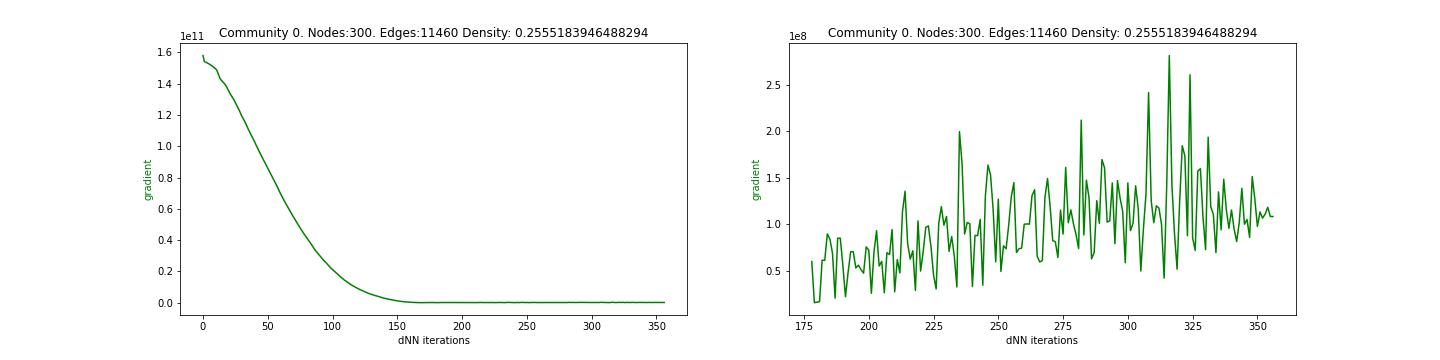 Community 0. Nodes:300. Edges:11460 Density: 0.2555183946488294
1e11
1.6
1.4
1.2
1.0
0.8
0.6
0.4
0.2
0.0
gradient
0 50 100 150 200 250 300 350
dNN iterations
Community 0. Nodes:300. Edges:11460 Density: 0.2555183946488294
1e8
2.5
2.0
1.5
1.0
0.5
gradient
175 200 225 250 275 300 325 350
dNN iterations